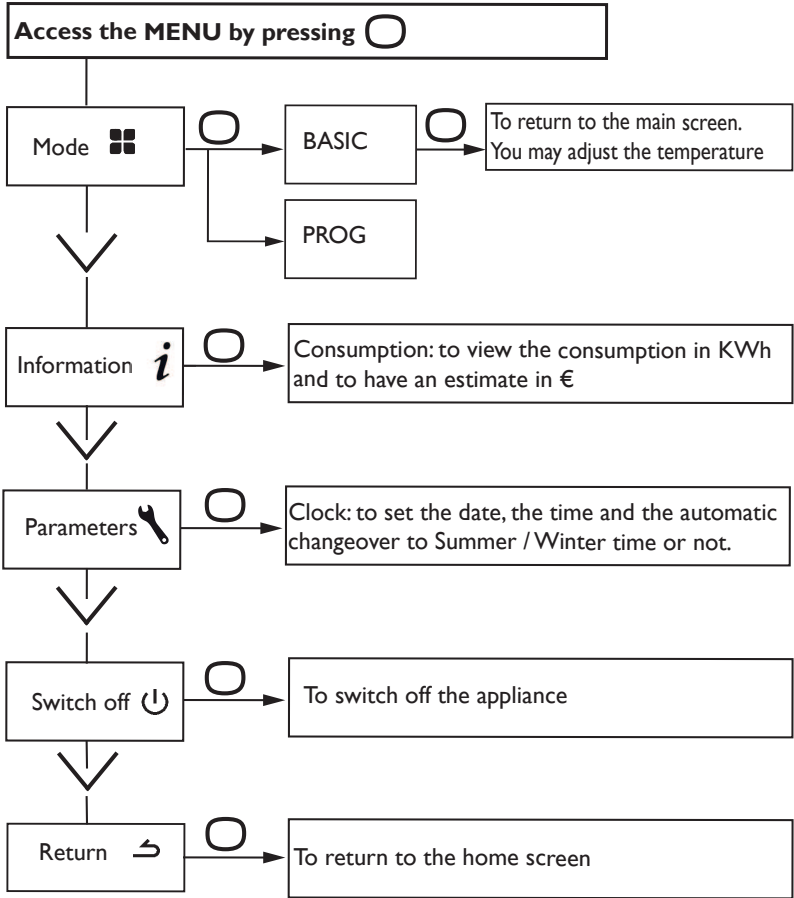 Access the MENU by pressing
Mode
BASIC
To return to the main screen.
You may adjust the temperature
PROG
Information
Consumption: to view the consumption in KWh
and to have an estimate in €
Parameters
Clock: to set the date, the time and the automatic
changeover to Summer / Winter time or not.
Switch off
To switch off the appliance
Return
To return to the home screen